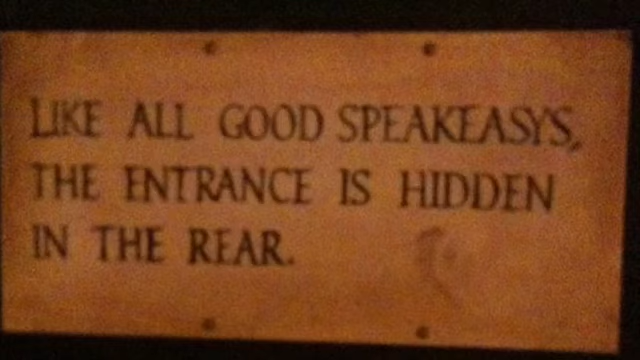 LIKE ALL GOOD SPEAKEASYS,
THE ENTRANCE IS HIDDEN
IN THE REAR.